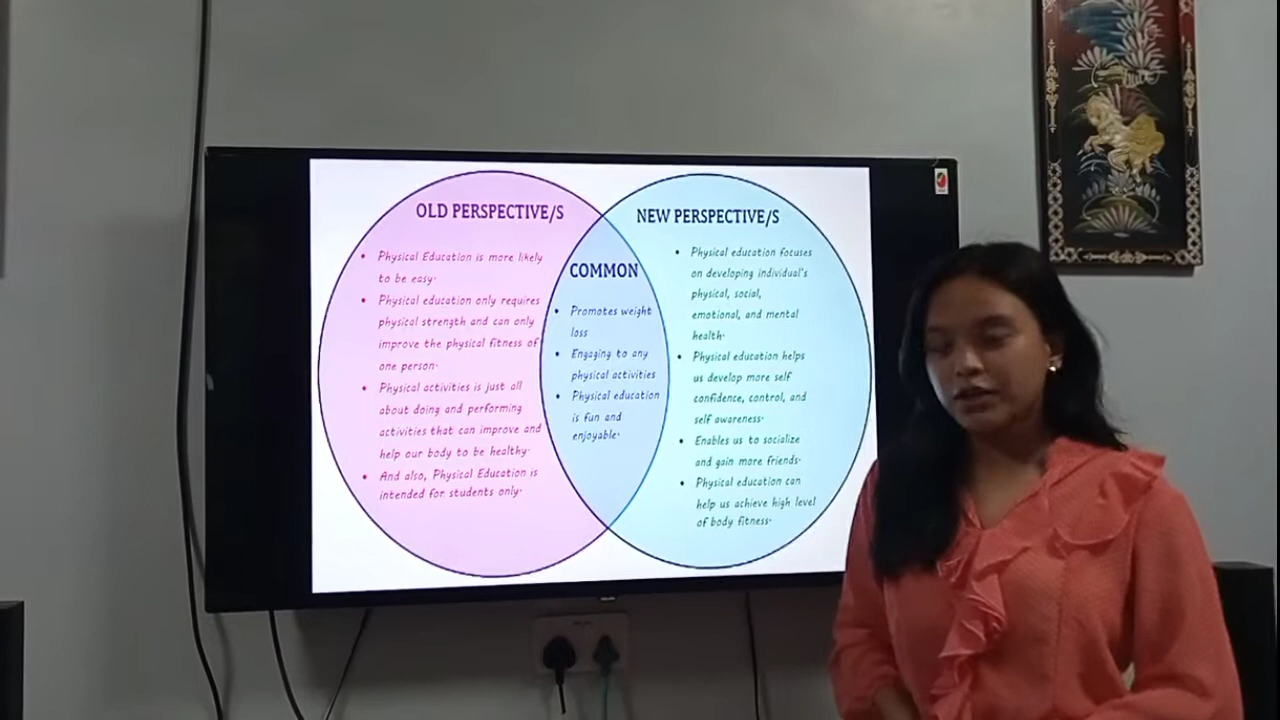 OLD PERSPECTIVE/S
Physical Education is more likely
to be easy.
Physical education only requires
physical strength and can only
improve the physical fitness of
one person.
Physical activities is just all
about doing and performing
activities that can improve and
help our body to be healthy.
And also, Physical Education is
intended for students only.
COMMON
Promotes weight
loss
Engaging to any
physical activities
Physical education
is fun and
enjoyable.
NEW PERSPECTIVE/S
Physical education focuses
on developing individual's
physical, social,
emotional, and mental
health.
Physical education helps
us develop more self
confidence, control, and
self awareness.
Enables us to socialize
and gain more friends.
Physical education can
help us achieve high level
of body fitness.